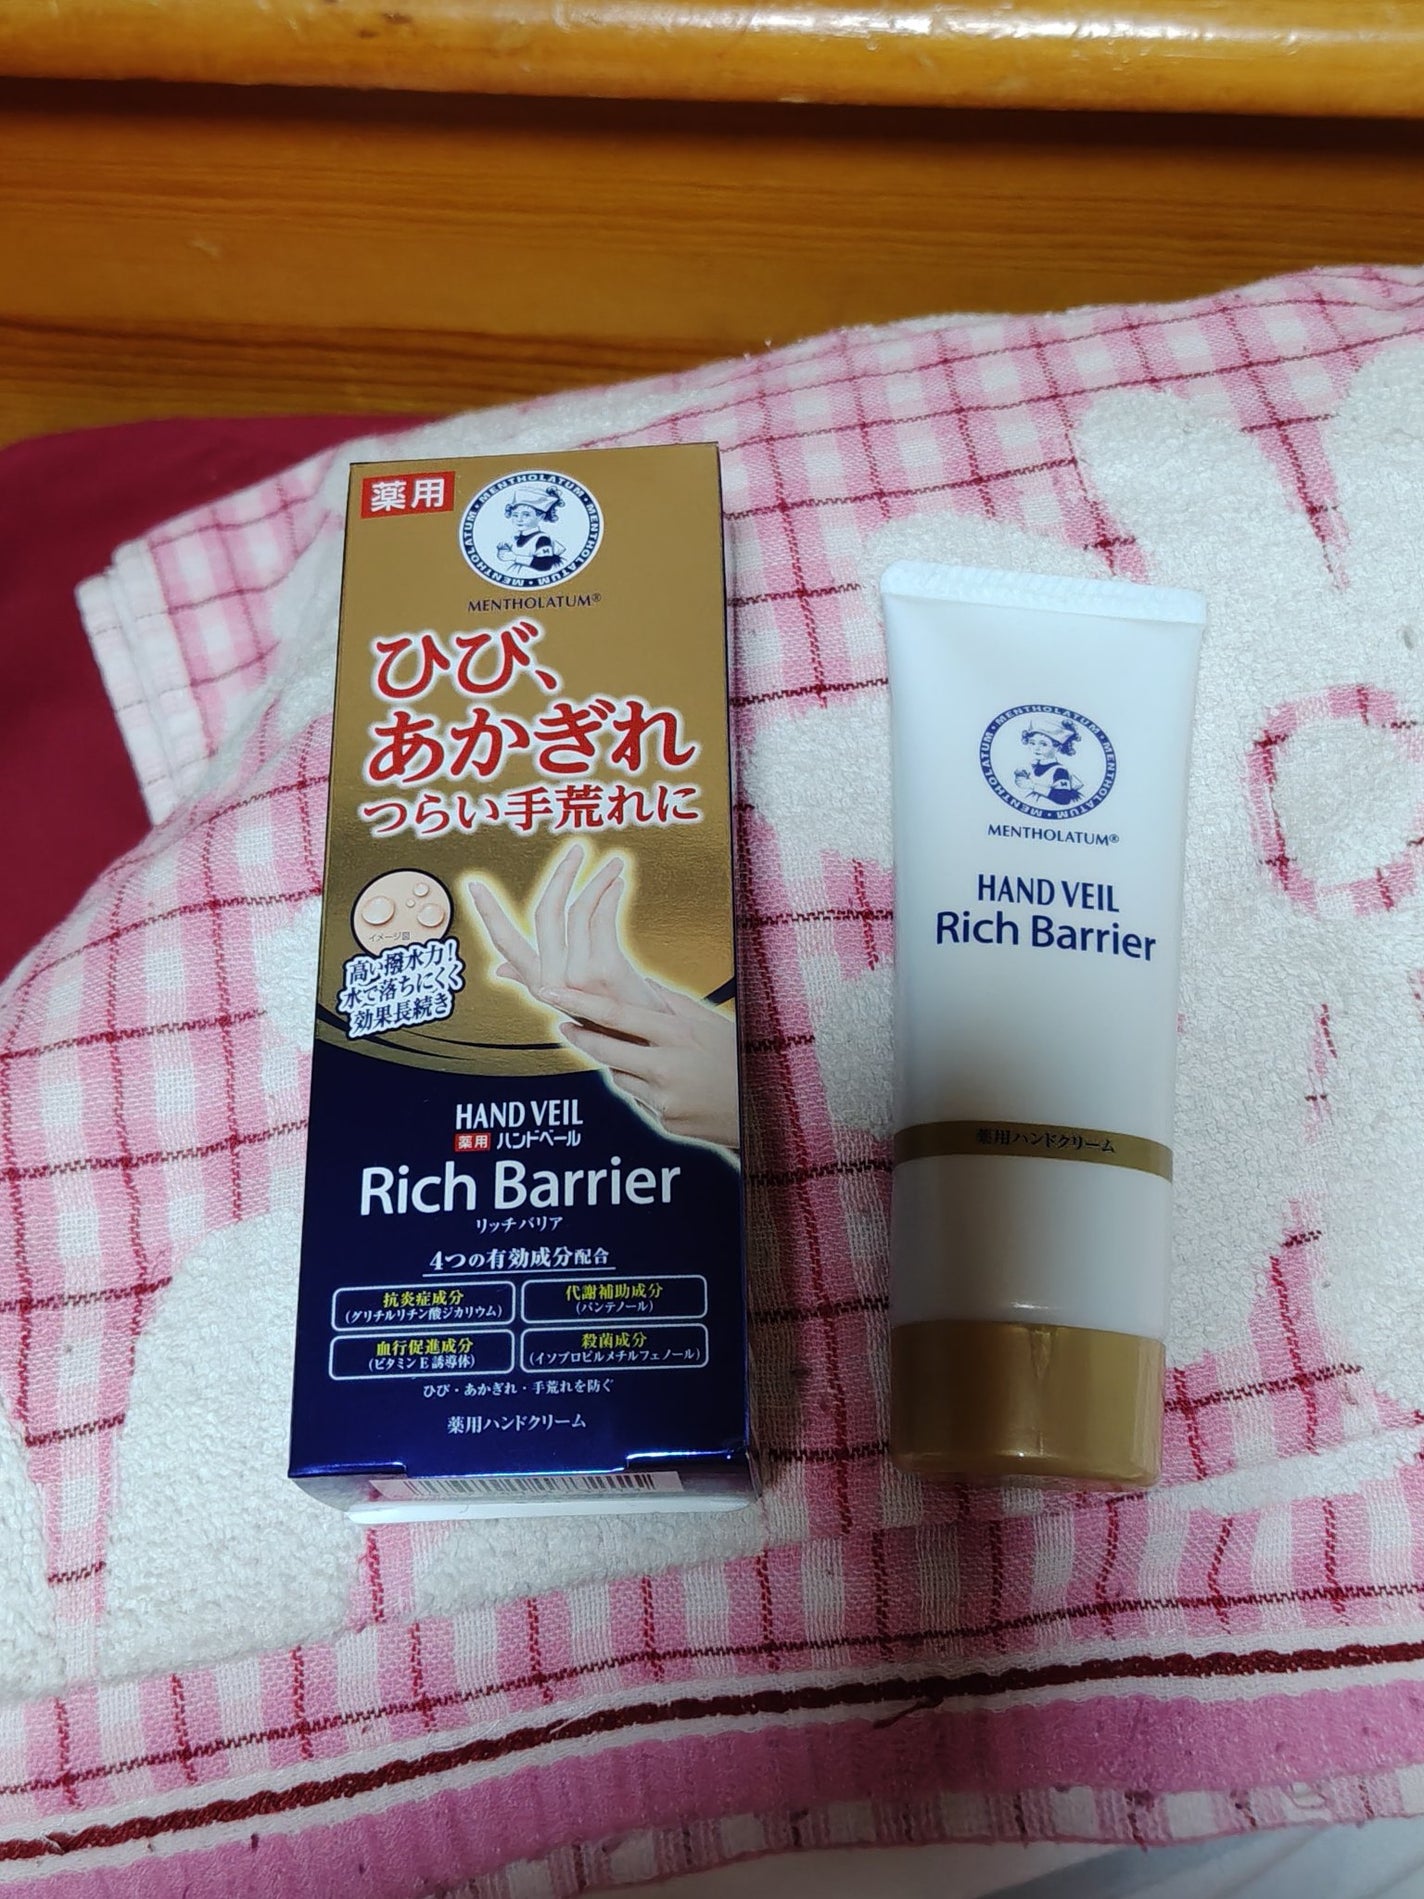 薬用
MENTHOLATUM・MENTHOLATUM・MENTHOLATUM
MENTHOLATUM®
ひび、
あかぎれ
つらい手荒れに
イメージ図
高い撥水力!
水で落ちにくく
効果長続き
HAND VEIL
薬用 ハンドベール
Rich Barrier
リッチバリア
4つの有効成分配合
抗炎症成分
(グリチルリチン酸ジカリウム)
代謝補助成分
(パンテノール)
血行促進成分
(ビタミンE誘導体)
殺菌成分
(イソプロピルメチルフェノール)
ひび・あかぎれ・手荒れを防ぐ
薬用ハンドクリーム
MENTHOLATUM・MENTHOLATUM・MENTHOLATUM
MENTHOLATUM®
HAND VEIL
Rich Barrier
薬用ハンドクリーム